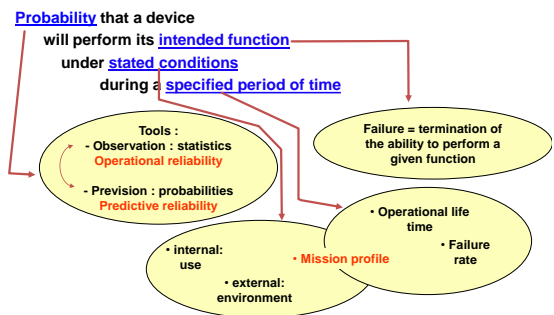 Probability that a device
will perform its intended function
under stated conditions
during a specified period of time
Tools :
- Observation : statistics
Operational reliability
- Prevision : probabilities
Predictive reliability
Failure = termination of
the ability to perform a
given function
• internal:
use
• external:
environment
• Mission profile
• Operational life
time
• Failure
rate